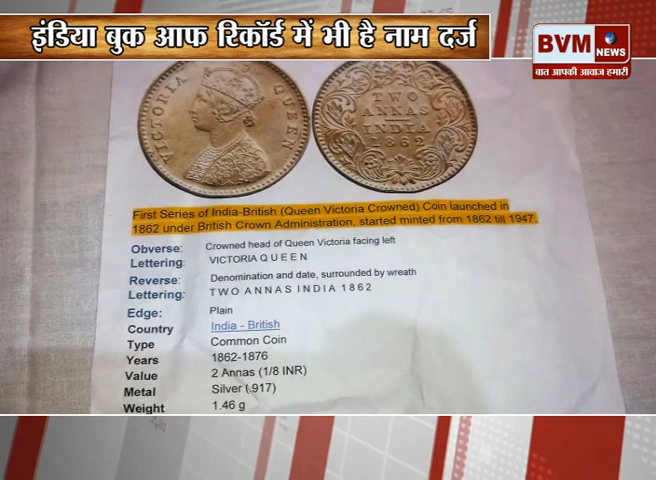 इंडिया बुक आफ रिकॉर्ड में भी है नाम दर्ज
BVM NEWS
बात आपकी आवाज हमारी
VICTORIA QUEEN
TWO
ANNAS
INDIA
1862
First Series of India-British (Queen Victoria Crowned) Coin launched in
1862 under British Crown Administration, started minted from 1862 till 1947.
Obverse: Crowned head of Queen Victoria facing left
Lettering: VICTORIA QUEEN
Reverse: Denomination and date, surrounded by wreath
Lettering: TWO ANNAS INDIA 1862
Edge: Plain
Country India - British
Type Common Coin
Years 1862-1876
Value 2 Annas (1/8 INR)
Metal Silver (.917)
Weight 1.46 g